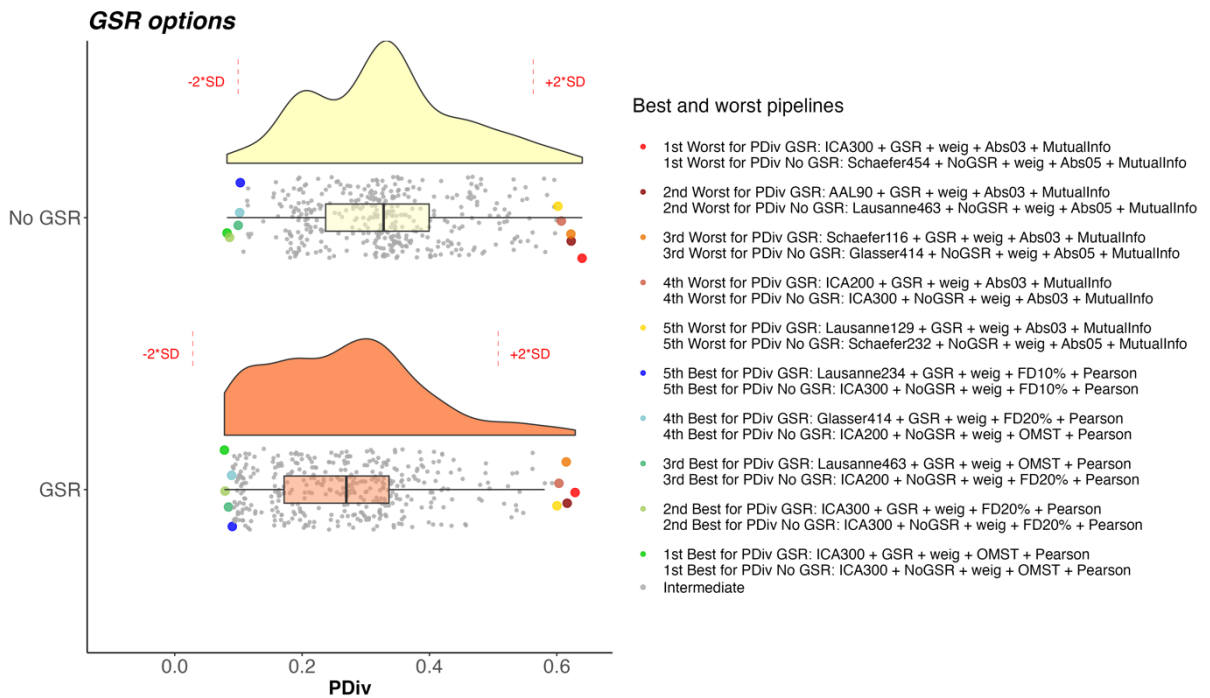 GSR options
-2*SD
+2*SD
No GSR
-2*SD
+2*SD
GSR
0.0
0.2
0.4
0.6
PDiv
Best and worst pipelines
1st Worst for PDiv GSR: ICA300 + GSR + weig + Abs03 + MutualInfo
1st Worst for PDiv No GSR: Schaefer454 + NoGSR + weig + Abs05 + MutualInfo
2nd Worst for PDiv GSR: AAL90 + GSR + weig + Abs03 + MutualInfo
2nd Worst for PDiv No GSR: Lausanne463 + NoGSR + weig + Abs05 + MutualInfo
3rd Worst for PDiv GSR: Schaefer116 + GSR + weig + Abs03 + MutualInfo
3rd Worst for PDiv No GSR: Glasser414 + NoGSR + weig + Abs05 + MutualInfo
4th Worst for PDiv GSR: ICA200 + GSR + weig + Abs03 + MutualInfo
4th Worst for PDiv No GSR: ICA300 + NoGSR + weig + Abs03 + MutualInfo
5th Worst for PDiv GSR: Lausanne129 + GSR + weig + Abs03 + MutualInfo
5th Worst for PDiv No GSR: Schaefer232 + NoGSR + weig + Abs05 + MutualInfo
5th Best for PDiv GSR: Lausanne234 + GSR + weig + FD10% + Pearson
5th Best for PDiv No GSR: ICA300 + NoGSR + weig + FD10% + Pearson
4th Best for PDiv GSR: Glasser414 + GSR + weig + FD20% + Pearson
4th Best for PDiv No GSR: ICA200 + NoGSR + weig + OMST + Pearson
3rd Best for PDiv GSR: Lausanne463 + GSR + weig + OMST + Pearson
3rd Best for PDiv No GSR: ICA200 + NoGSR + weig + FD20% + Pearson
2nd Best for PDiv GSR: ICA300 + GSR + weig + FD20% + Pearson
2nd Best for PDiv No GSR: ICA300 + NoGSR + weig + FD20% + Pearson
1st Best for PDiv GSR: ICA300 + GSR + weig + OMST + Pearson
1st Best for PDiv No GSR: ICA300 + NoGSR + weig + OMST + Pearson
Intermediate